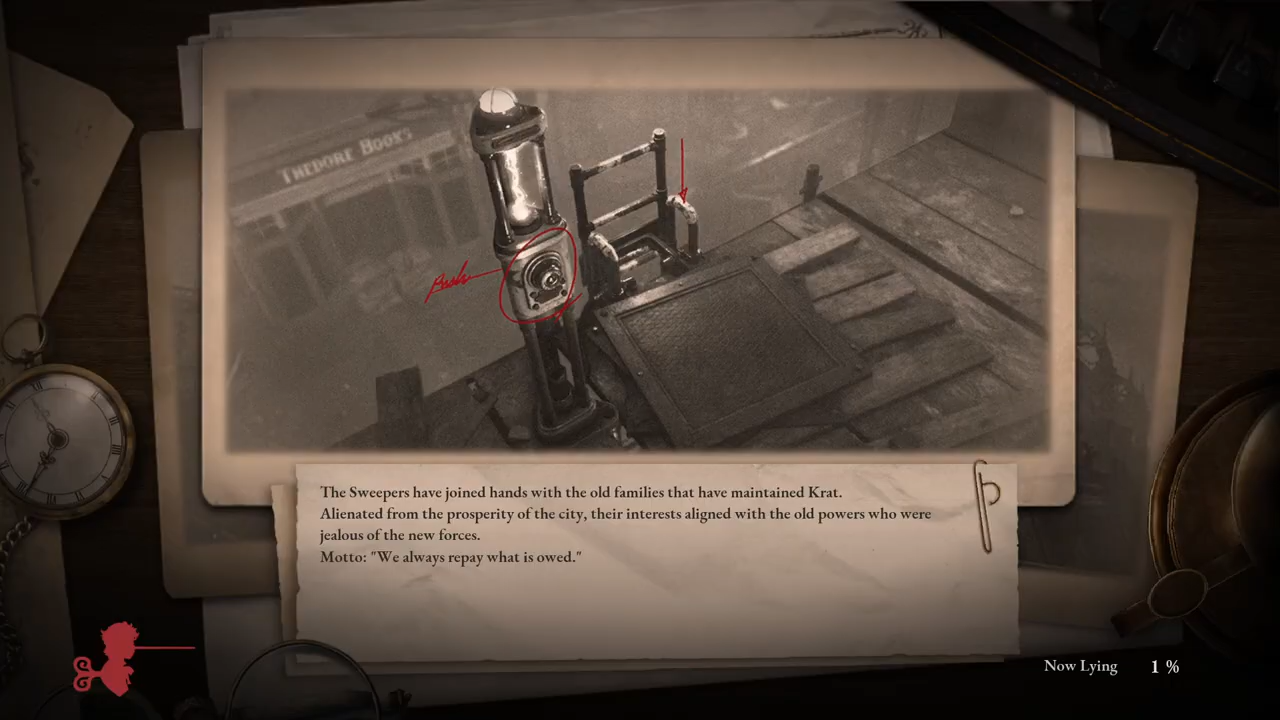 THEDORE BOOKS
The Sweepers have joined hands with the old families that have maintained Krat.
Alienated from the prosperity of the city, their interests aligned with the old powers who were
jealous of the new forces.
Motto: "We always repay what is owed."
Now Lying 1 %